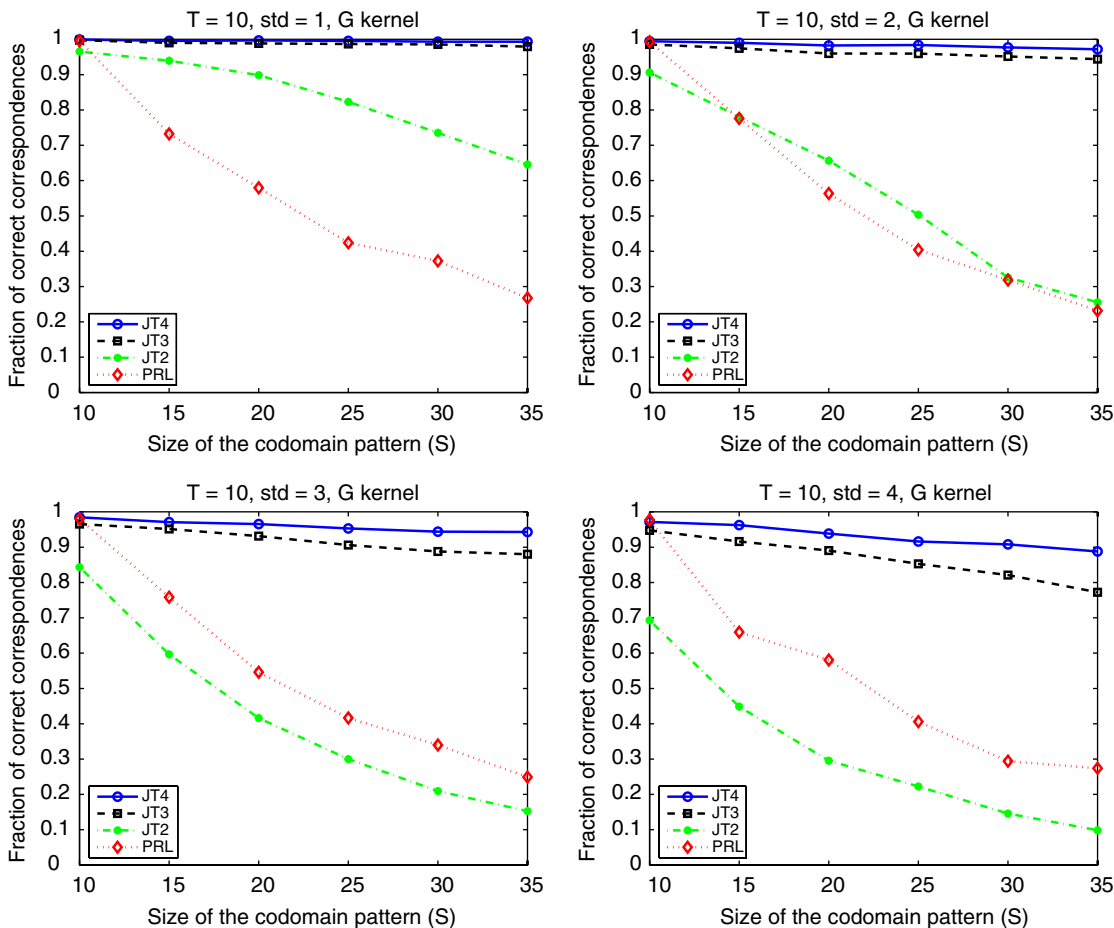 T = 10, std = 1, G kernel
Fraction of correct correspondences
1
0.9
0.8
0.7
0.6
0.5
0.4
0.3
0.2
0.1
0
JT4
JT3
JT2
PRL
10 15 20 25 30 35
Size of the codomain pattern (S)
T = 10, std = 2, G kernel
Fraction of correct correspondences
1
0.9
0.8
0.7
0.6
0.5
0.4
0.3
0.2
0.1
0
JT4
JT3
JT2
PRL
10 15 20 25 30 35
Size of the codomain pattern (S)
T = 10, std = 3, G kernel
Fraction of correct correspondences
1
0.9
0.8
0.7
0.6
0.5
0.4
0.3
0.2
0.1
0
JT4
JT3
JT2
PRL
10 15 20 25 30 35
Size of the codomain pattern (S)
T = 10, std = 4, G kernel
Fraction of correct correspondences
1
0.9
0.8
0.7
0.6
0.5
0.4
0.3
0.2
0.1
0
JT4
JT3
JT2
PRL
10 15 20 25 30 35
Size of the codomain pattern (S)